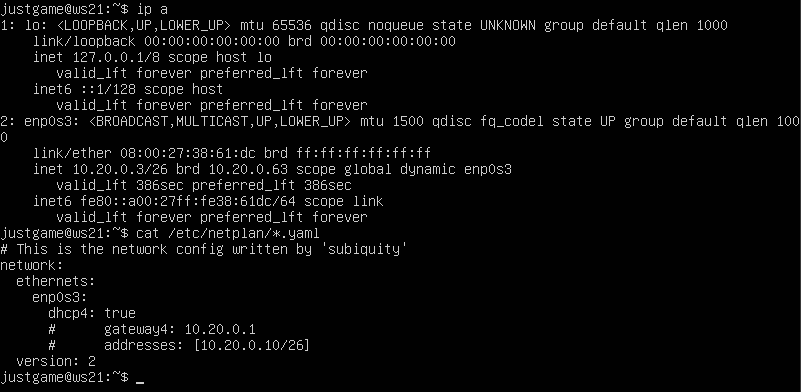 justgame@ws21:~$ ip a
1: lo: <LOOPBACK,UP,LOWER_UP> mtu 65536 qdisc noqueue state UNKNOWN group default qlen 1000
    link/loopback 00:00:00:00:00:00 brd 00:00:00:00:00:00
    inet 127.0.0.1/8 scope host lo
       valid_lft forever preferred_lft forever
    inet6 ::1/128 scope host
       valid_lft forever preferred_lft forever
2: enp0s3: <BROADCAST,MULTICAST,UP,LOWER_UP> mtu 1500 qdisc fq_codel state UP group default qlen 100
0
    link/ether 08:00:27:38:61:dc brd ff:ff:ff:ff:ff:ff
    inet 10.20.0.3/26 brd 10.20.0.63 scope global dynamic enp0s3
       valid_lft 386sec preferred_lft 386sec
    inet6 fe80::a00:27ff:fe38:61dc/64 scope link
       valid_lft forever preferred_lft forever
justgame@ws21:~$ cat /etc/netplan/*.yaml
# This is the network config written by 'subiquity'
network:
  ethernets:
    enp0s3:
      dhcp4: true
      #      gateway4: 10.20.0.1
      #      addresses: [10.20.0.10/26]
  version: 2
justgame@ws21:~$ _